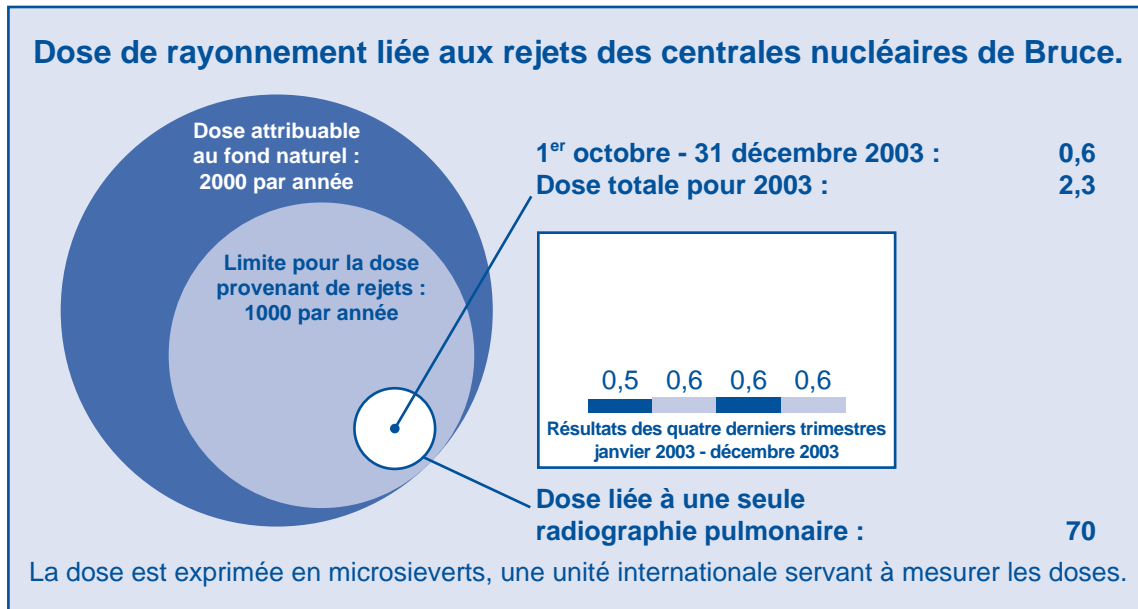 Dose de rayonnement liée aux rejets des centrales nucléaires de Bruce.
Dose attribuable
au fond naturel :
2000 par année
Limite pour la dose
provenant de rejets :
1000 par année
1er octobre - 31 décembre 2003 : 0,6
Dose totale pour 2003 : 2,3
0,5 0,6 0,6 0,6
Résultats des quatre derniers trimestres
janvier 2003 - décembre 2003
Dose liée à une seule
radiographie pulmonaire : 70
La dose est exprimée en microsieverts, une unité internationale servant à mesurer les doses.